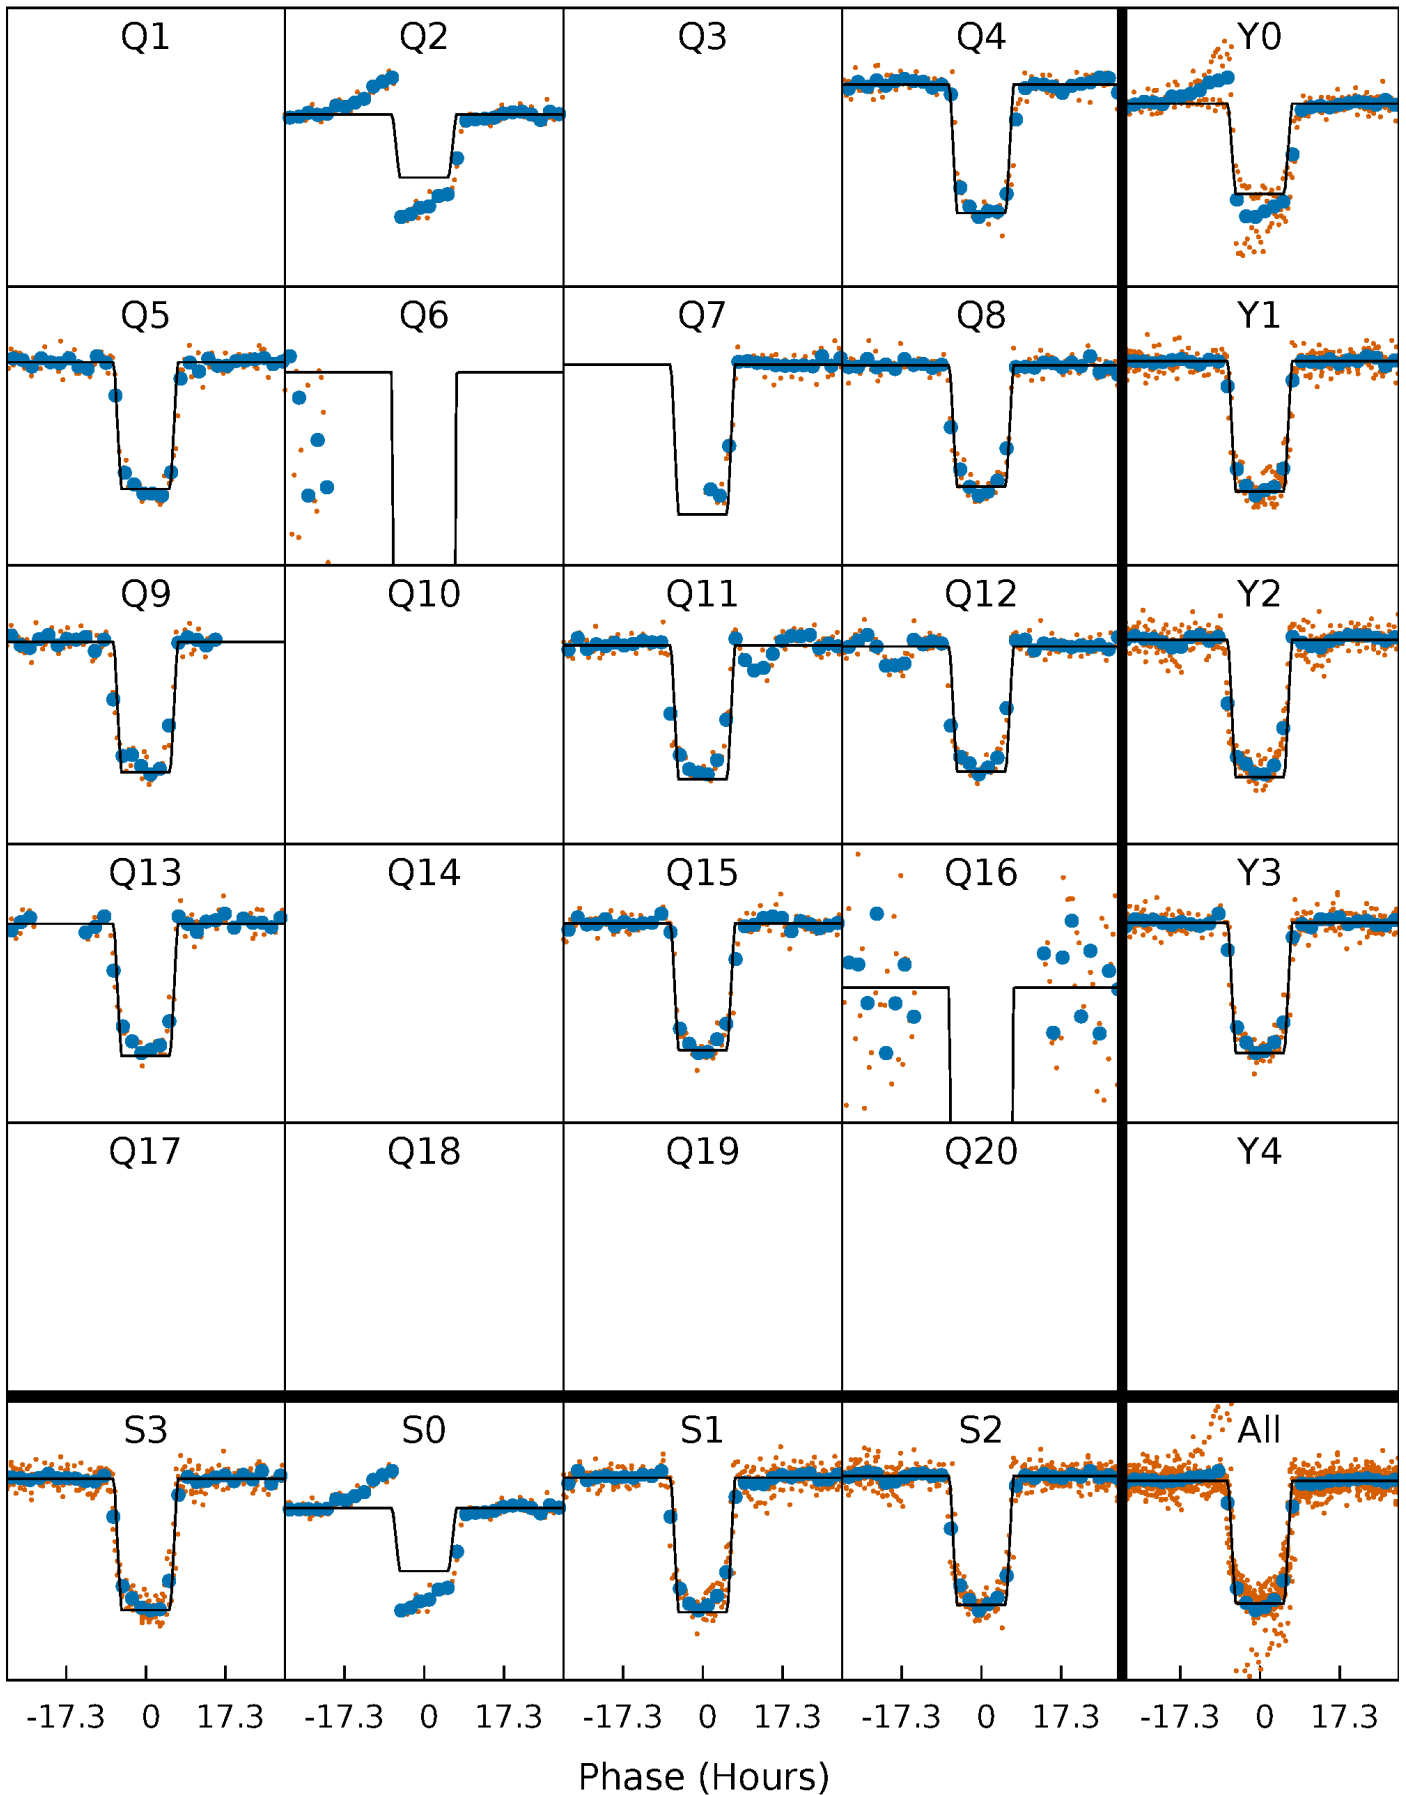 Q1 Q2 Q3 Q4 Y0
Q5 Q6 Q7 Q8 Y1
Q9 Q10 Q11 Q12 Y2
Q13 Q14 Q15 Q16 Y3
Q17 Q18 Q19 Q20 Y4
S3 S0 S1 S2 All
-17.3 0 17.3 -17.3 0 17.3 -17.3 0 17.3 -17.3 0 17.3 -17.3 0 17.3
Phase (Hours)